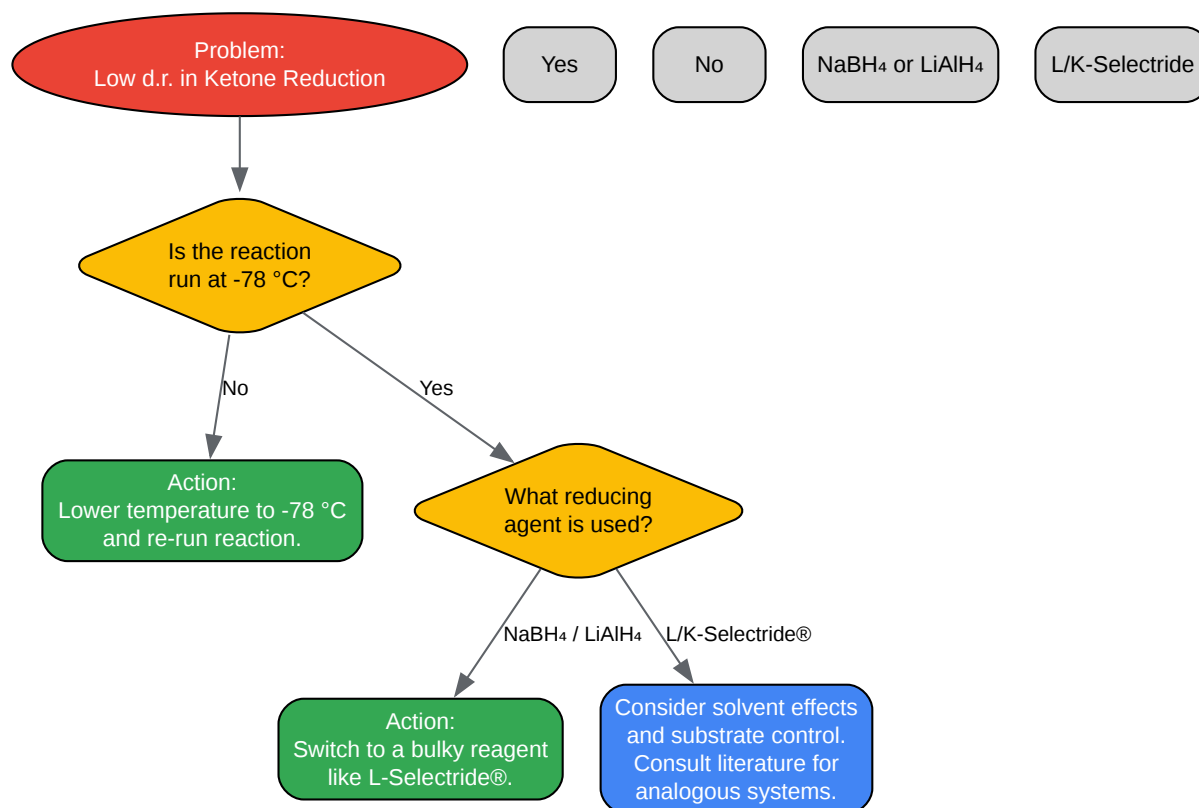 Problem:
Low d.r. in Ketone Reduction
Yes
No
NaBH₄ or LiAlH₄
L/K-Selectride
Is the reaction
run at -78 °C?
No
Yes
Action:
Lower temperature to -78 °C
and re-run reaction.
What reducing
agent is used?
NaBH₄ / LiAlH₄
L/K-Selectride®
Action:
Switch to a bulky reagent
like L-Selectride®.
Consider solvent effects
and substrate control.
Consult literature for
analogous systems.